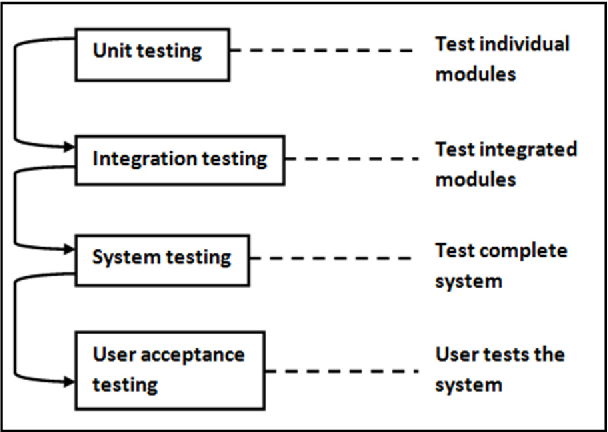 Unit testing
Test individual
modules
Integration testing
Test integrated
modules
System testing
Test complete
system
User acceptance
testing
User tests the
system